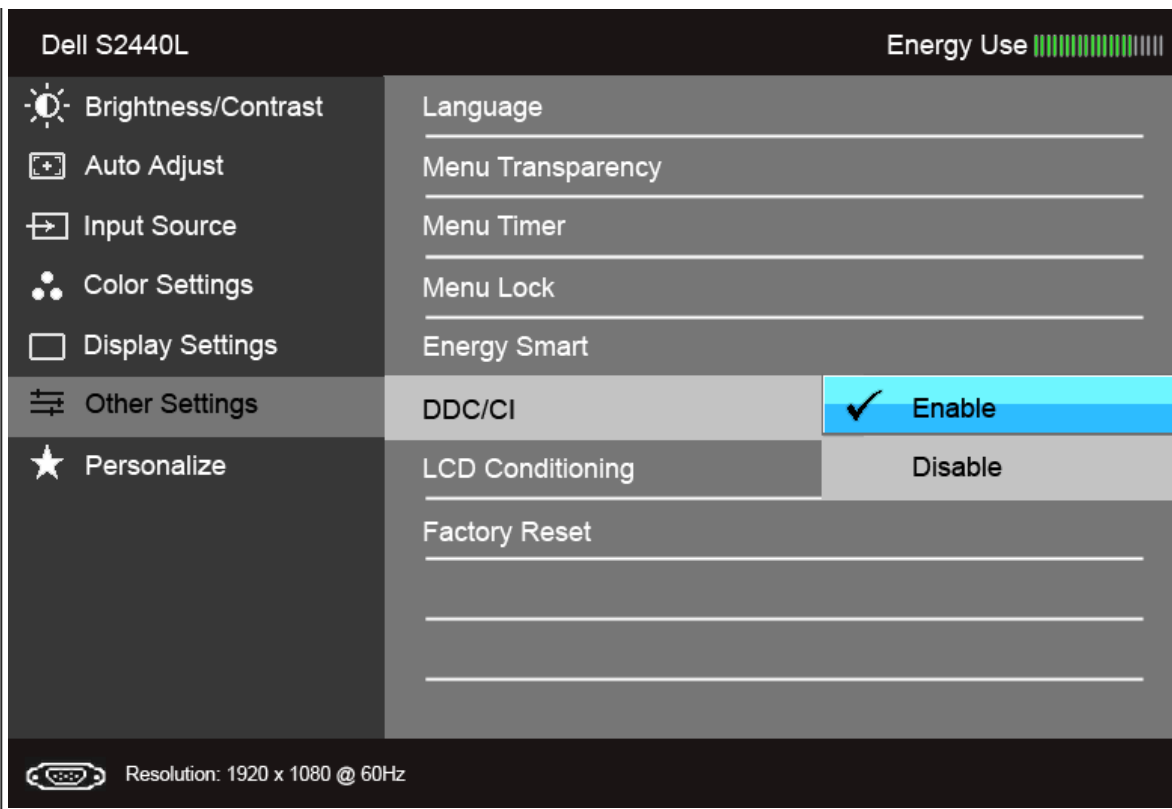 Dell S2440L
Energy Use
Brightness/Contrast
Auto Adjust
Input Source
Color Settings
Display Settings
Other Settings
Personalize
Language
Menu Transparency
Menu Timer
Menu Lock
Energy Smart
DDC/CI
LCD Conditioning
Factory Reset
Enable
Disable
Resolution: 1920 x 1080 @ 60Hz